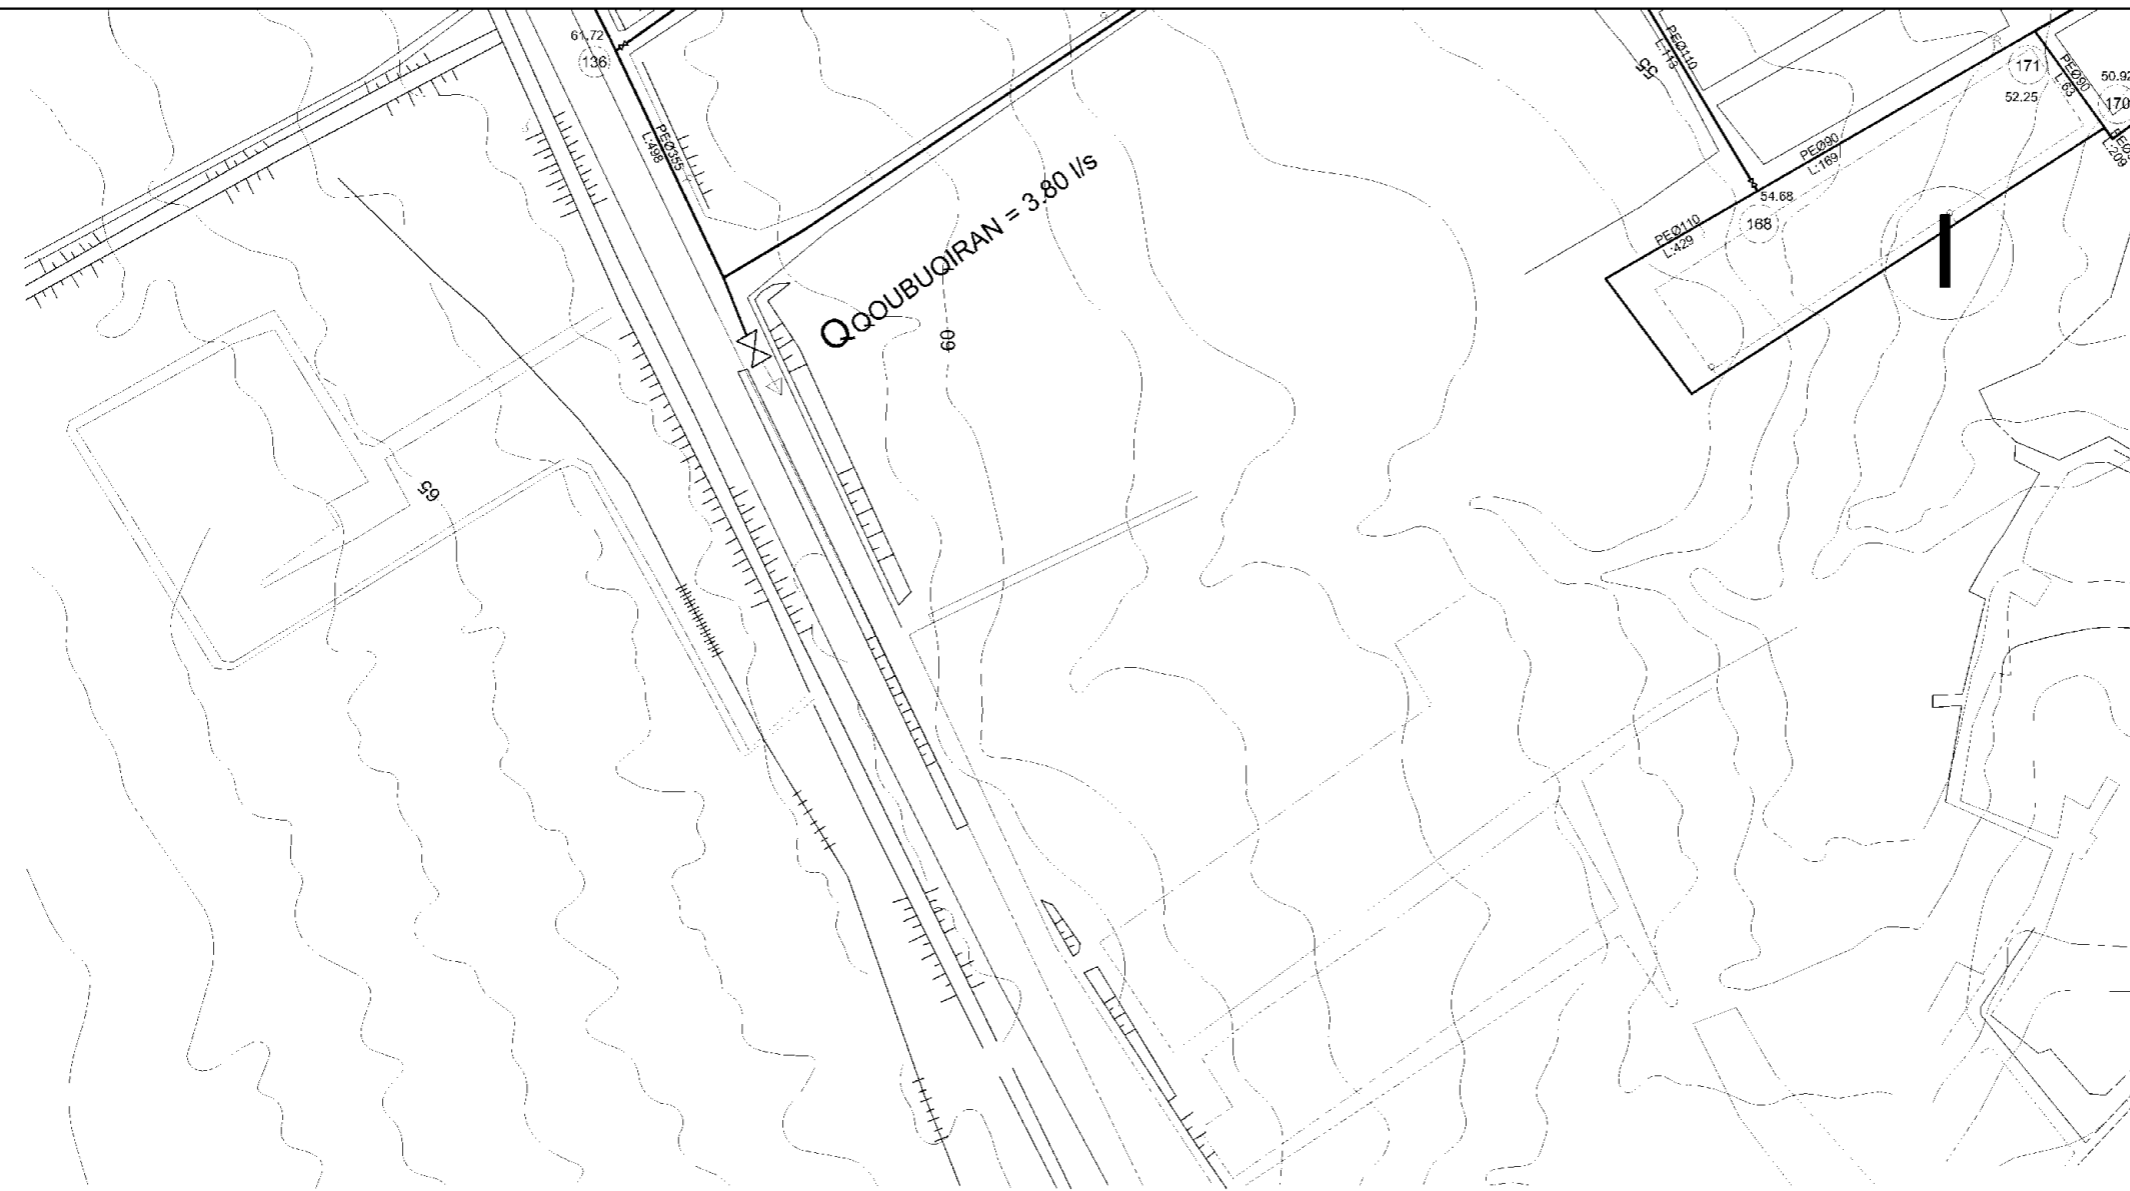 61.72
136
PEØ355
L:498
QQOUBUQIRAN = 3.80 l/s
60
65
55
PEØ110
L:113
PEØ90
L:169
54.68
168
PEØ110
L:429
171
52.25
PEØ90
L:63
50.92
170
L:209
I